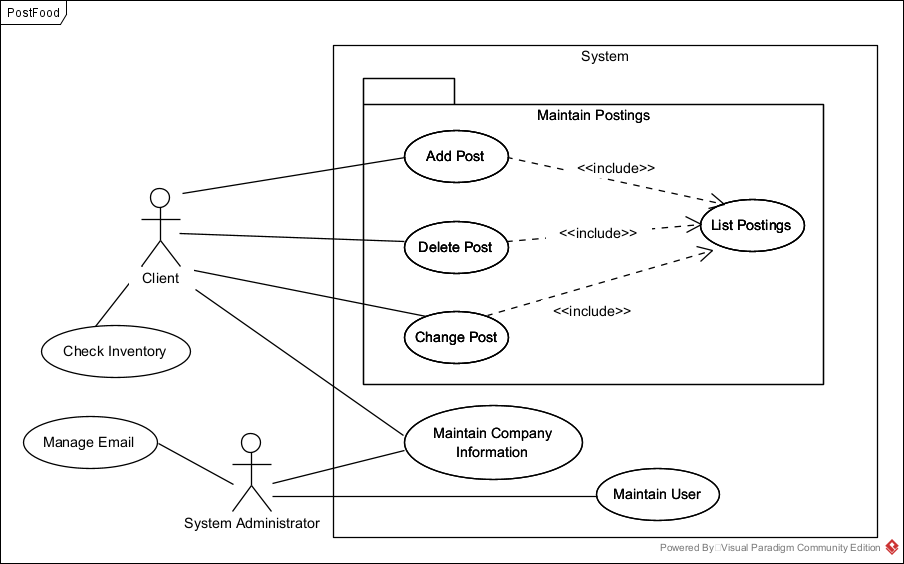 PostFood
System
Maintain Postings
Add Post
<<include>>
List Postings
Delete Post
<<include>>
Client
<<include>>
Change Post
Check Inventory
Manage Email
Maintain Company
Information
Maintain User
System Administrator
Powered By Visual Paradigm Community Edition